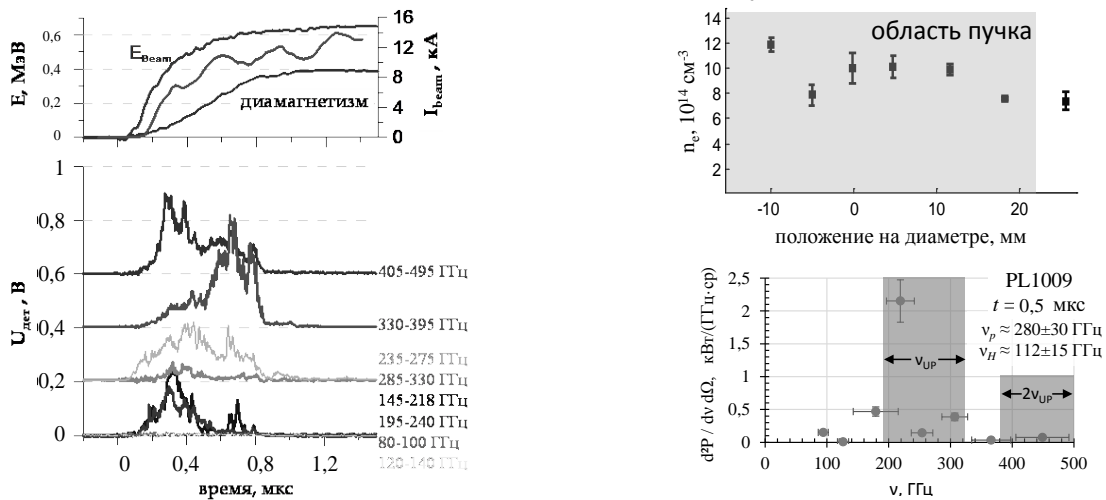 16
12
8
4
0
0,6
0,4
0,2
0
E, МэВ
I_beam, кА
E_Beam
диамагнетизм
1
0,8
0,6
0,4
0,2
0
U_дет, В
405-495 ГГц
330-395 ГГц
235-275 ГГц
285-330 ГГц
145-218 ГГц
195-240 ГГц
80-100 ГГц
120-140 ГГц
0 0,4 0,8 1,2
время, мкс
14
12
10
8
6
4
2
n_e, 10¹⁴ см⁻³
область пучка
-10 0 10 20
положение на диаметре, мм
2,5
2
1,5
1
0,5
0
d²P / dν dΩ, кВт/(ГГц·ср)
PL1009
t = 0,5 мкс
ν_p ≈ 280±30 ГГц
ν_H ≈ 112±15 ГГц
ν_UP
2ν_UP
0 100 200 300 400 500
ν, ГГц